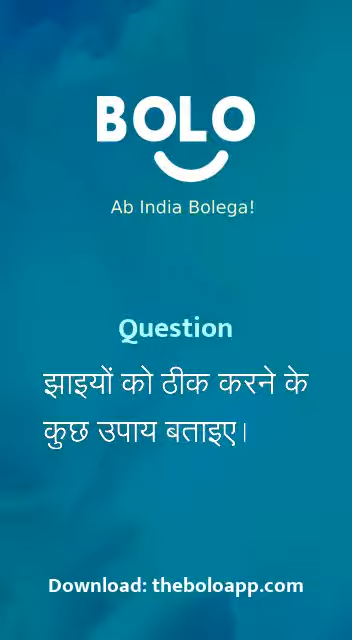 BOLO
Ab India Bolega!
Question
झाइयों को ठीक करने के
कुछ उपाय बताइए।
Download: theboloapp.com